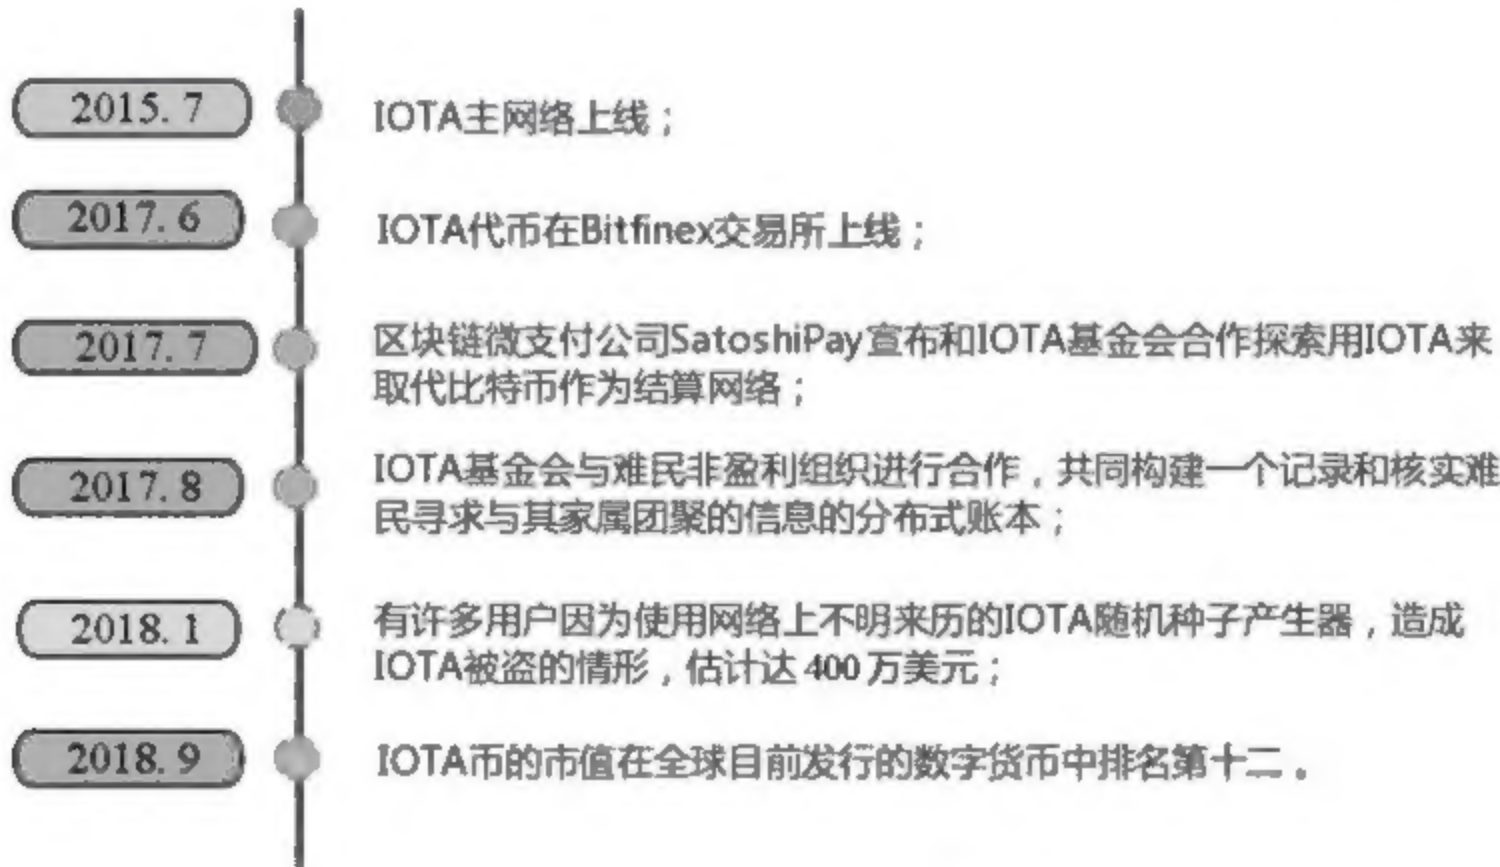 2015. 7
IOTA主网络上线；
2017. 6
IOTA代币在Bitfinex交易所上线；
2017. 7
区块链微支付公司SatoshiPay宣布和IOTA基金会合作探索用IOTA来
取代比特币作为结算网络；
2017. 8
IOTA基金会与难民非盈利组织进行合作，共同构建一个记录和核实难
民寻求与其家属团聚的信息的分布式账本；
2018. 1
有许多用户因为使用网络上不明来历的IOTA随机种子产生器，造成
IOTA被盗的情形，估计达 400 万美元；
2018. 9
IOTA币的市值在全球目前发行的数字货币中排名第十二。